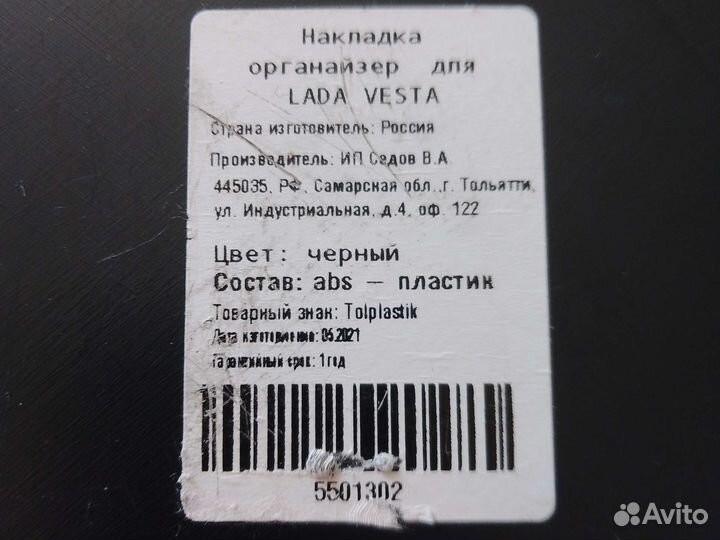 Накладка
органайзер для
LADA VESTA
Страна изготовитель: Россия
Производитель: ИП Седов В.А.
445035, РФ, Самарская обл.,г. Тольятти,
ул. Индустриальная, д.4, оф. 122
Цвет: черный
Состав: abs – пластик
Товарный знак: Tolplastik
Дата изготовления: 05.2021
Гарантийный срок: 1 год
5501302
Avito